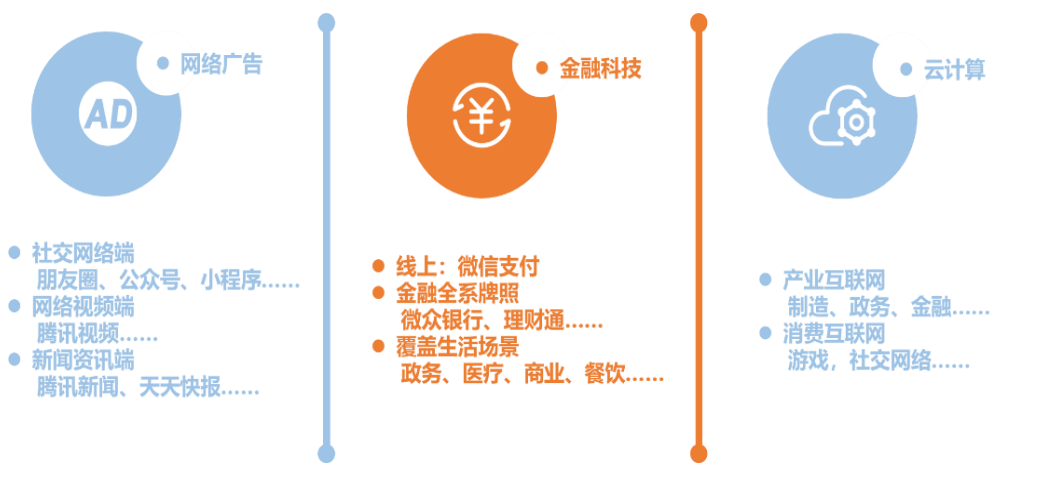 网络广告
AD
社交网络端
朋友圈、公众号、小程序……
网络视频端
腾讯视频……
新闻资讯端
腾讯新闻、天天快报……
金融科技
¥
线上：微信支付
金融全系牌照
微众银行、理财通……
覆盖生活场景
政务、医疗、商业、餐饮……
云计算
产业互联网
制造、政务、金融……
消费互联网
游戏，社交网络……